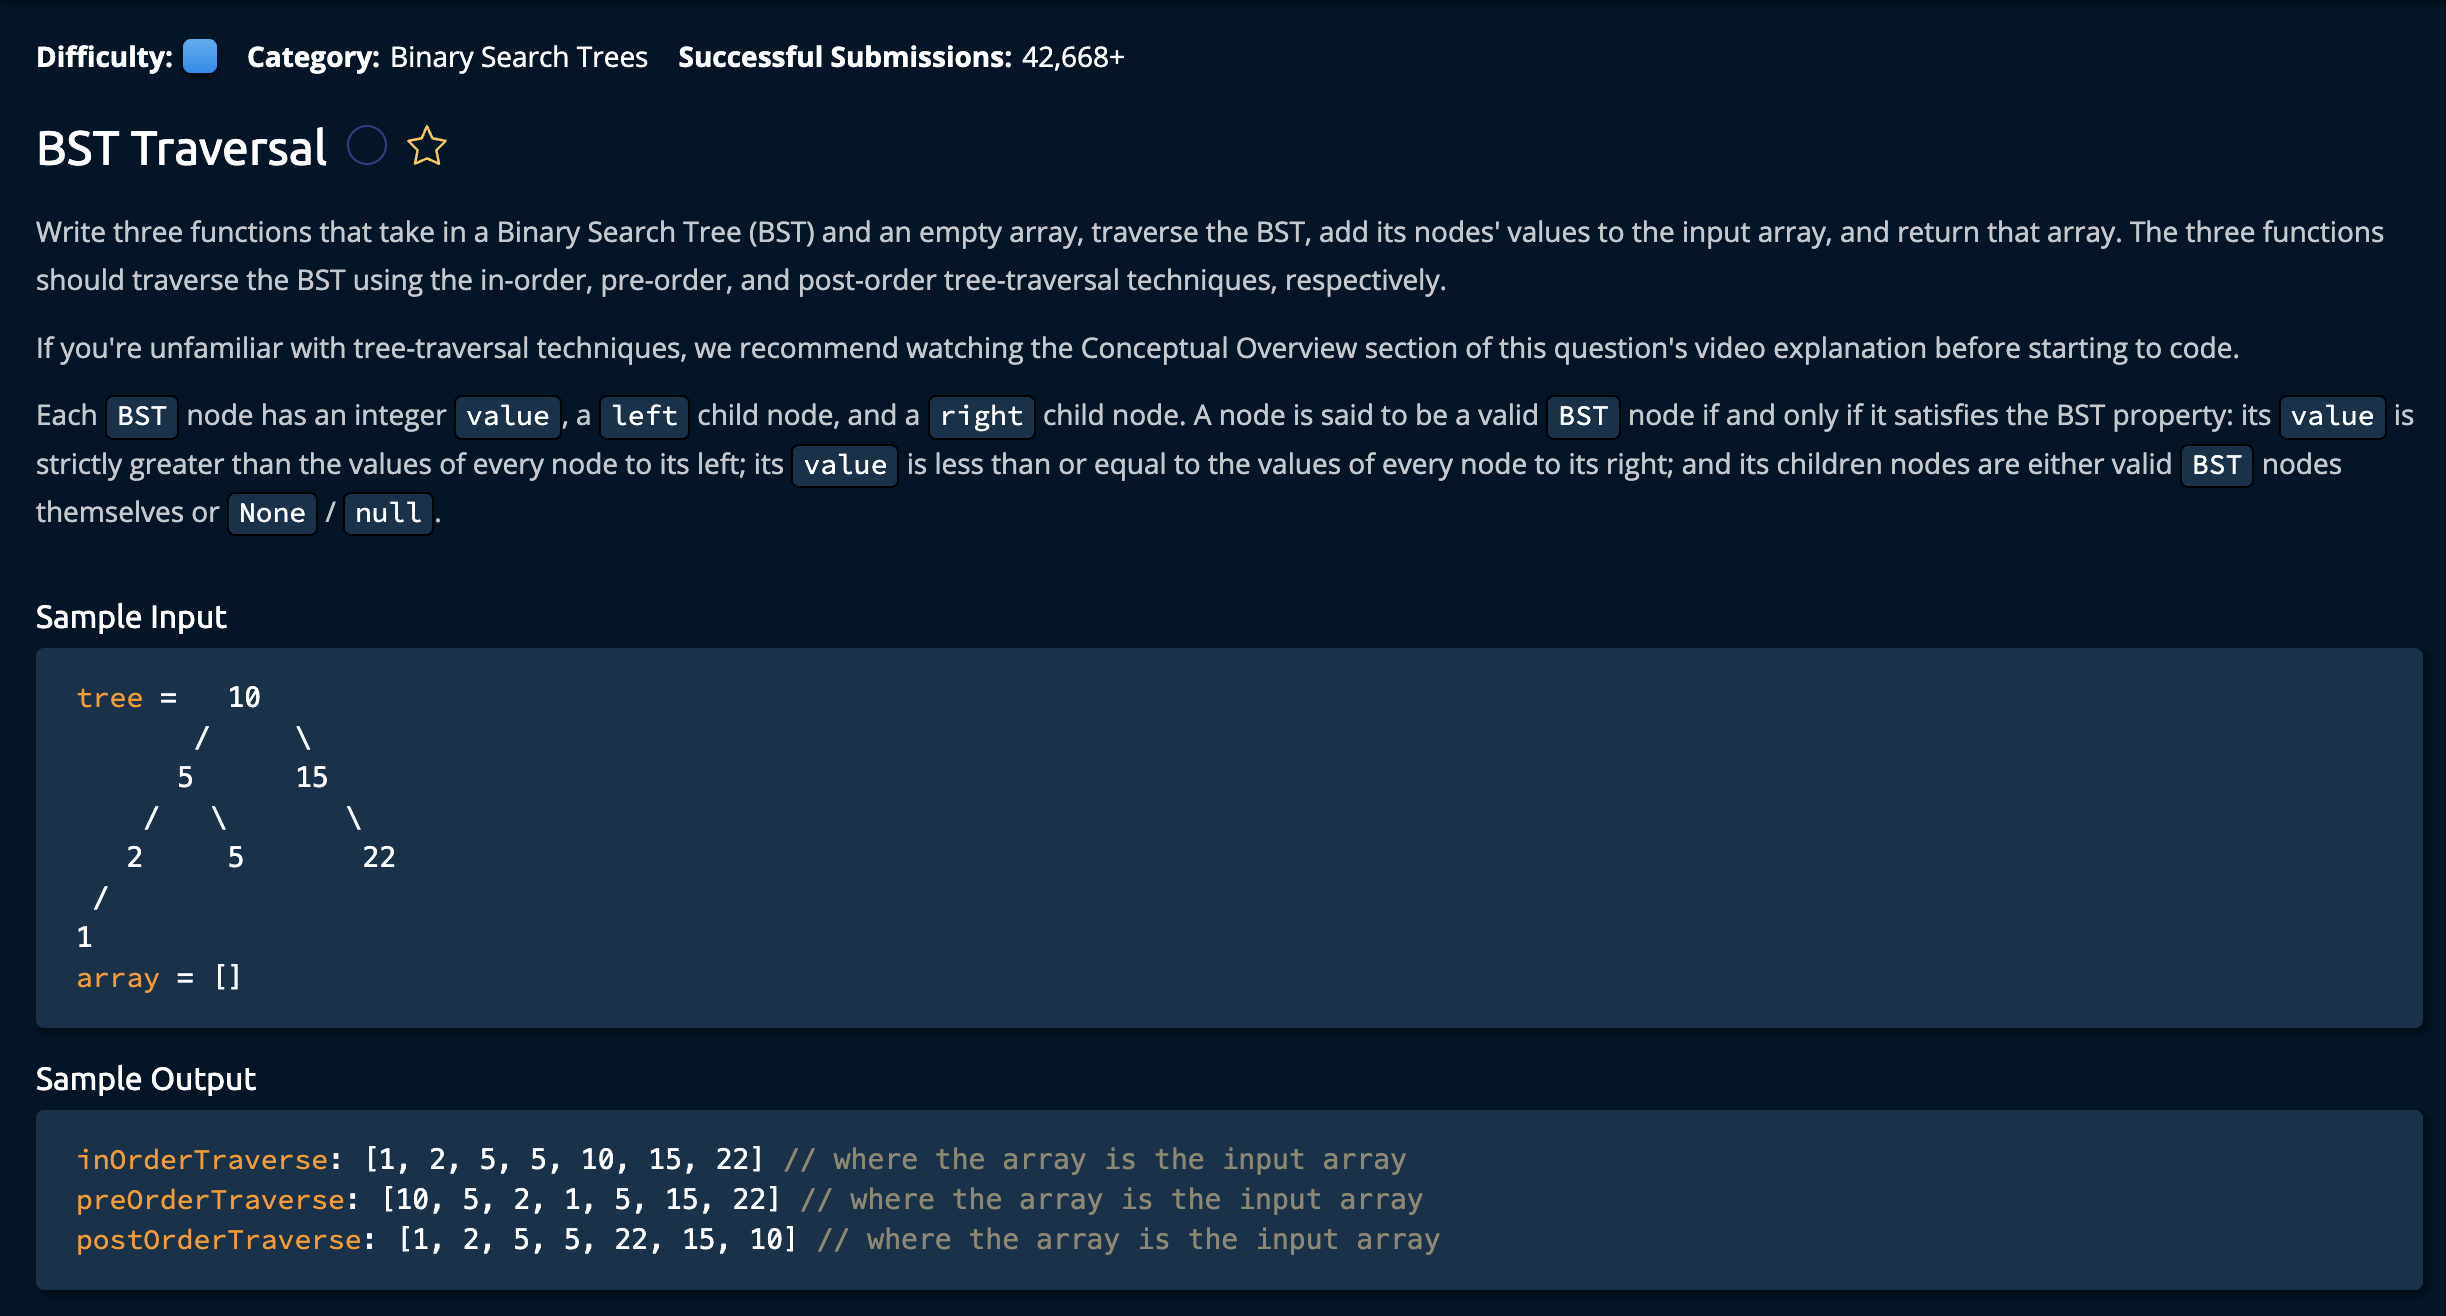 Difficulty: Category: Binary Search Trees Successful Submissions: 42,668+
BST Traversal
Write three functions that take in a Binary Search Tree (BST) and an empty array, traverse the BST, add its nodes' values to the input array, and return that array. The three functions
should traverse the BST using the in-order, pre-order, and post-order tree-traversal techniques, respectively.
If you're unfamiliar with tree-traversal techniques, we recommend watching the Conceptual Overview section of this question's video explanation before starting to code.
Each BST node has an integer value, a left child node, and a right child node. A node is said to be a valid BST node if and only if it satisfies the BST property: its value is
strictly greater than the values of every node to its left; its value is less than or equal to the values of every node to its right; and its children nodes are either valid BST nodes
themselves or None / null.
Sample Input
tree =   10
       /     \
      5      15
    /   \       \
   2     5       22
 /
1
array = []
Sample Output
inOrderTraverse: [1, 2, 5, 5, 10, 15, 22] // where the array is the input array
preOrderTraverse: [10, 5, 2, 1, 5, 15, 22] // where the array is the input array
postOrderTraverse: [1, 2, 5, 5, 22, 15, 10] // where the array is the input array